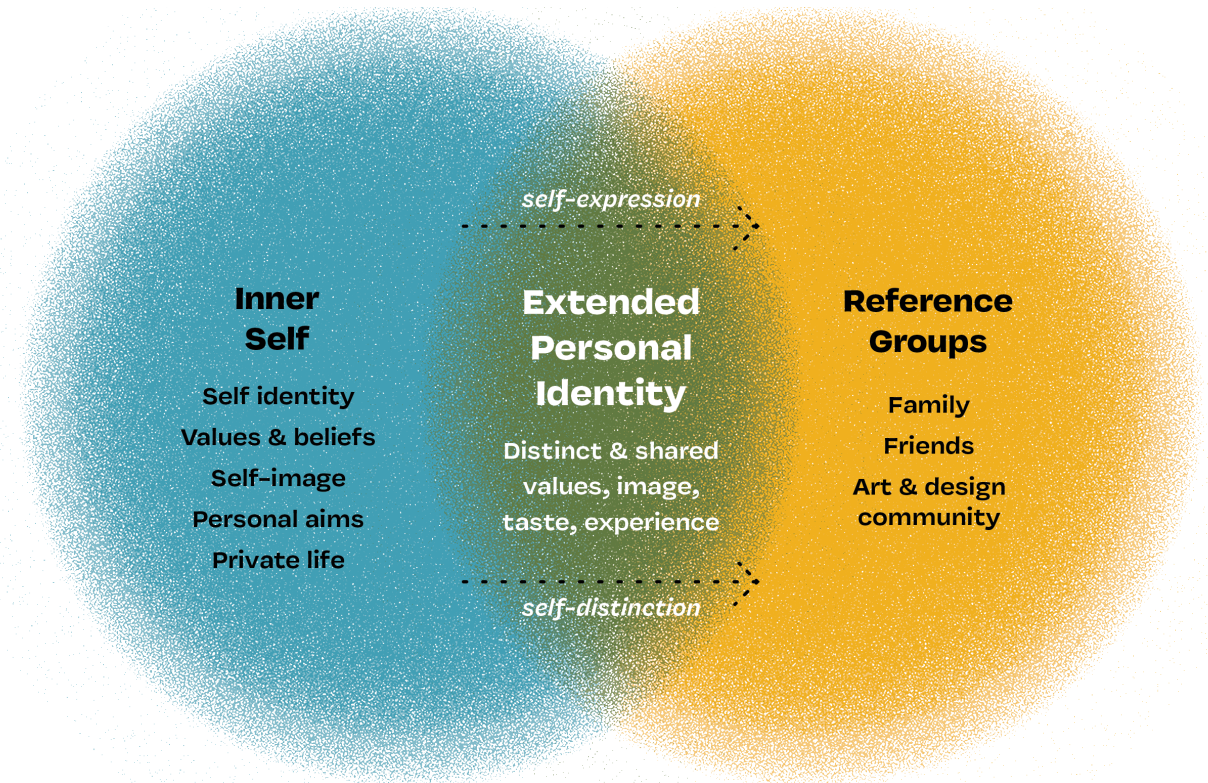 self-expression
Inner
Self
Self identity
Values & beliefs
Self-image
Personal aims
Private life
Extended
Personal
Identity
Distinct & shared
values, image,
taste, experience
self-distinction
Reference
Groups
Family
Friends
Art & design
community